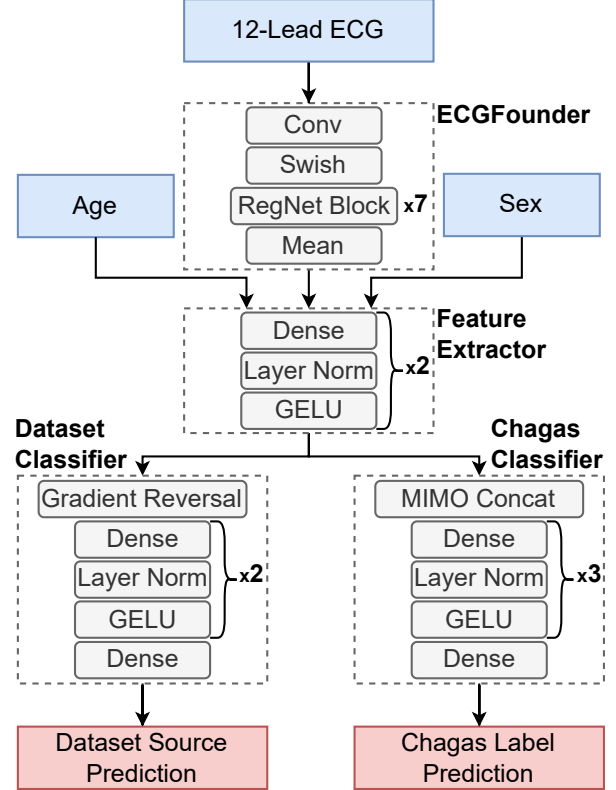 12-Lead ECG
ECGFounder
Conv
Swish
RegNet Block x7
Mean
Age
Sex
Feature
Extractor
Dense
Layer Norm x2
GELU
Dataset
Classifier
Gradient Reversal
Dense
Layer Norm x2
GELU
Dense
Dataset Source
Prediction
Chagas
Classifier
MIMO Concat
Dense
Layer Norm x3
GELU
Dense
Chagas Label
Prediction